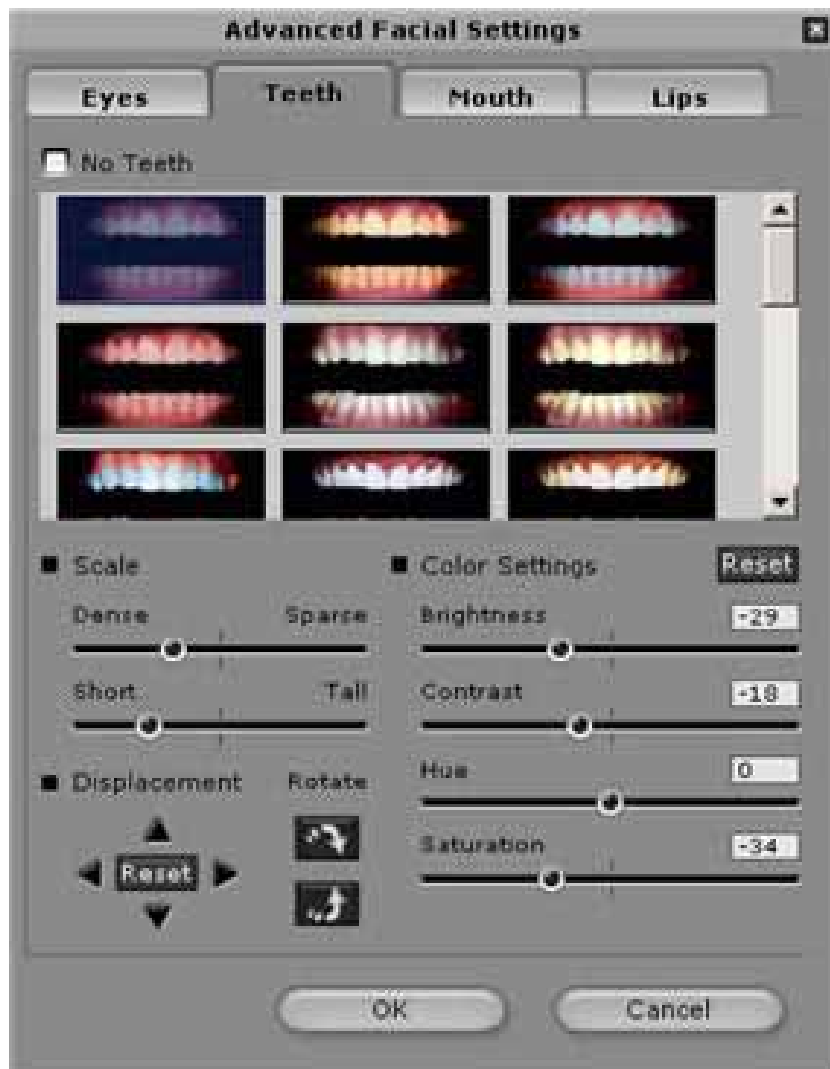 Advanced Facial Settings
Eyes Teeth Mouth Lips
No Teeth
Scale
Dense Sparse
Short Tall
Displacement Rotate
Reset
Color Settings Reset
Brightness -29
Contrast -18
Hue 0
Saturation -34
OK Cancel